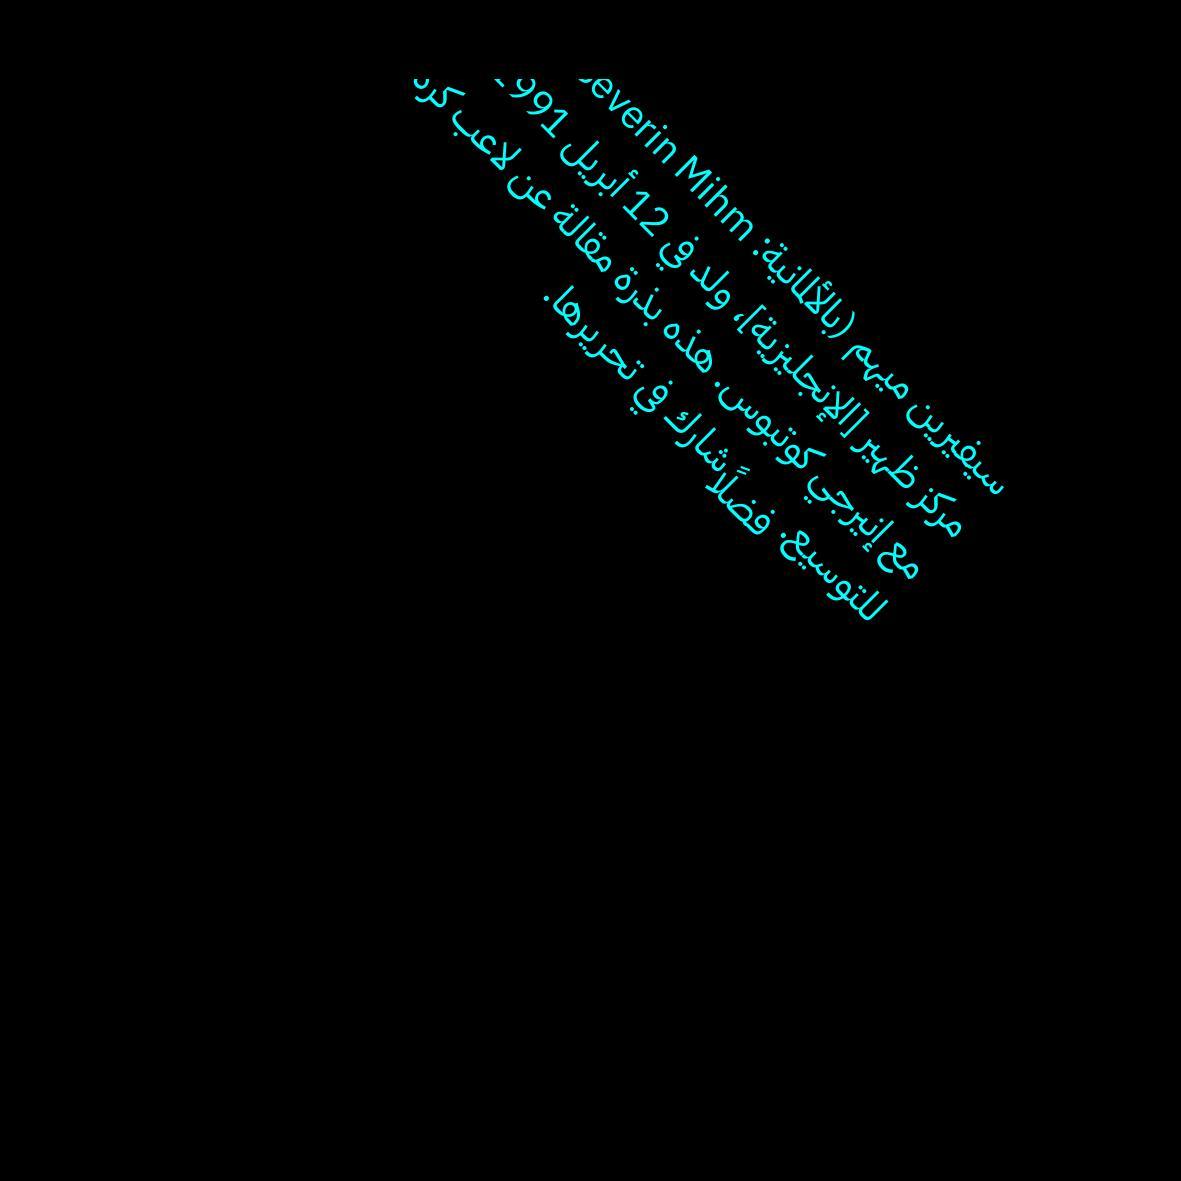 سيفيرين ميهم (بالألمانية: Severin Mihm
مركز ظهير [الإنجليزية]، ولد في 12 أبريل 1991
مع إنيرجي كوتبوس. هذه بذرة مقالة عن لاعب كرة
للتوسيع. فضلًا شارك في تحريرها.